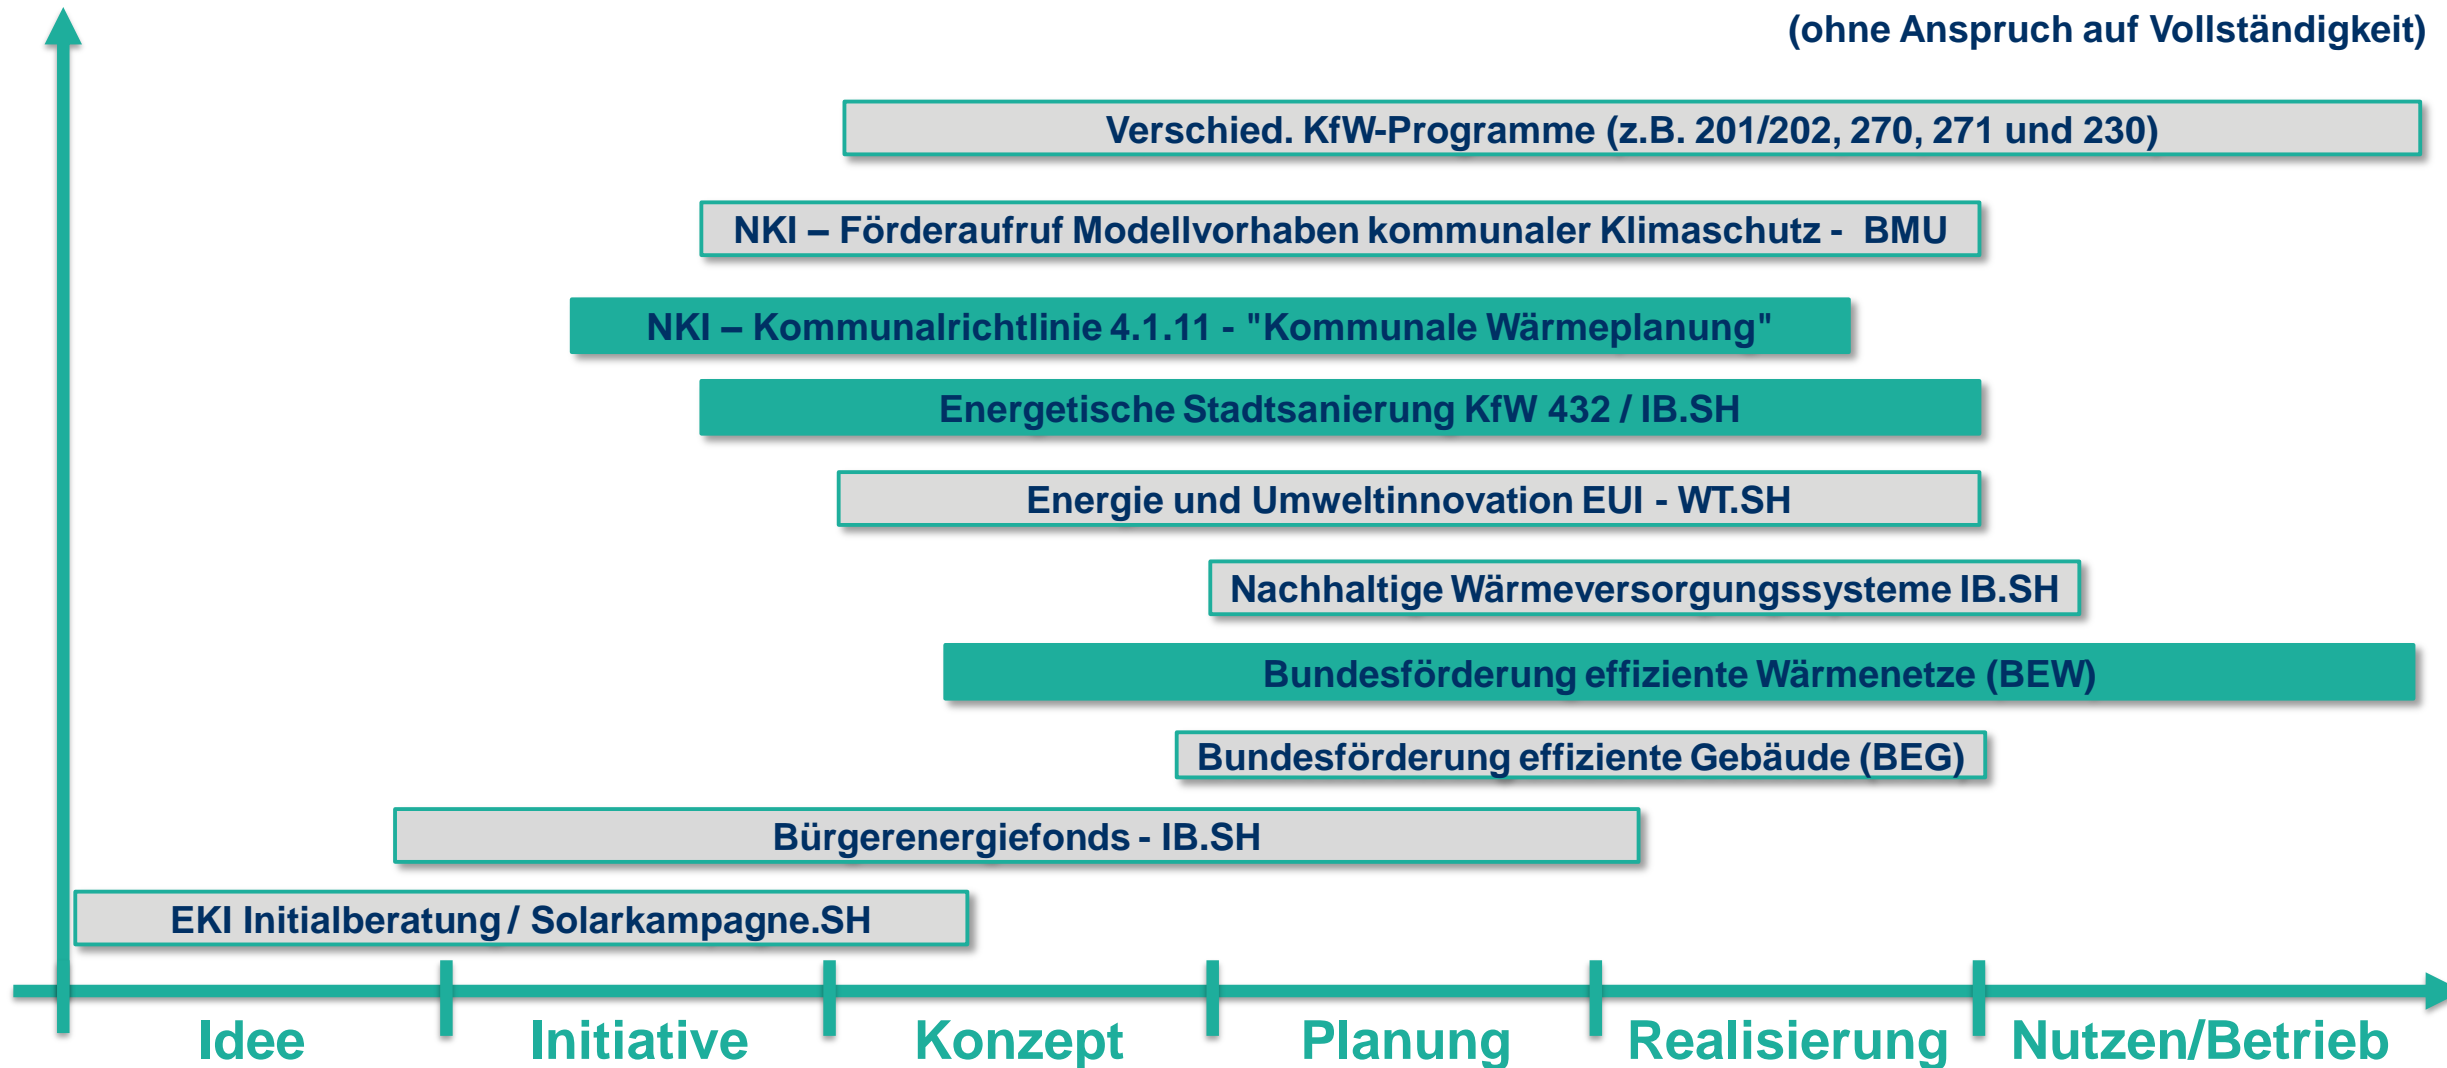 (ohne Anspruch auf Vollständigkeit)
Verschied. KfW-Programme (z.B. 201/202, 270, 271 und 230)
NKI – Förderaufruf Modellvorhaben kommunaler Klimaschutz -  BMU
NKI – Kommunalrichtlinie 4.1.11 - "Kommunale Wärmeplanung"
Energetische Stadtsanierung KfW 432 / IB.SH
Energie und Umweltinnovation EUI - WT.SH
Nachhaltige Wärmeversorgungssysteme IB.SH
Bundesförderung effiziente Wärmenetze (BEW)
Bundesförderung effiziente Gebäude (BEG)
Bürgerenergiefonds - IB.SH
EKI Initialberatung / Solarkampagne.SH
Idee Initiative Konzept Planung Realisierung Nutzen/Betrieb